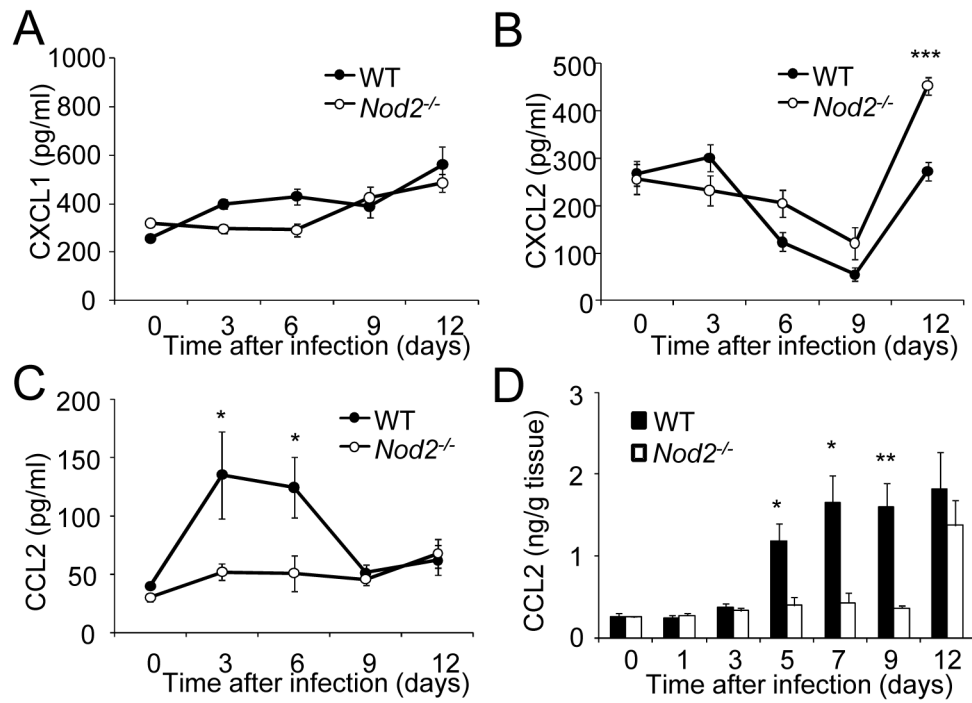 A
CXCL1 (pg/ml)
1000
800
600
400
200
0
WT
Nod2-/-
0 3 6 9 12
Time after infection (days)
B
CXCL2 (pg/ml)
500
400
300
200
100
0
WT
Nod2-/-
***
0 3 6 9 12
Time after infection (days)
C
CCL2 (pg/ml)
200
150
100
50
0
WT
Nod2-/-
*
*
0 3 6 9 12
Time after infection (days)
D
CCL2 (ng/g tissue)
3
2
1
0
WT
Nod2-/-
*
*
**
0 1 3 5 7 9 12
Time after infection (days)